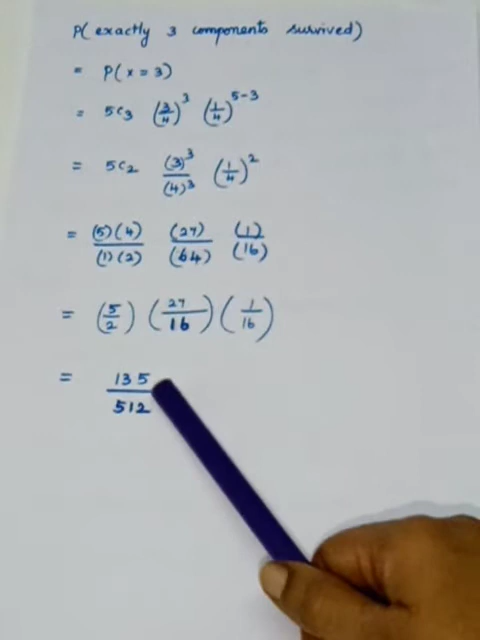 P(exactly 3 components survived)
= P(x=3)
= 5C3 (3/4)^3 (1/4)^5-3
= 5C2 (3)^3/(4)^3 (1/4)^2
= (5)(4)/(1)(2) (27)/(64) (1)/(16)
= (5/2) (27/16) (1/16)
= 135/512